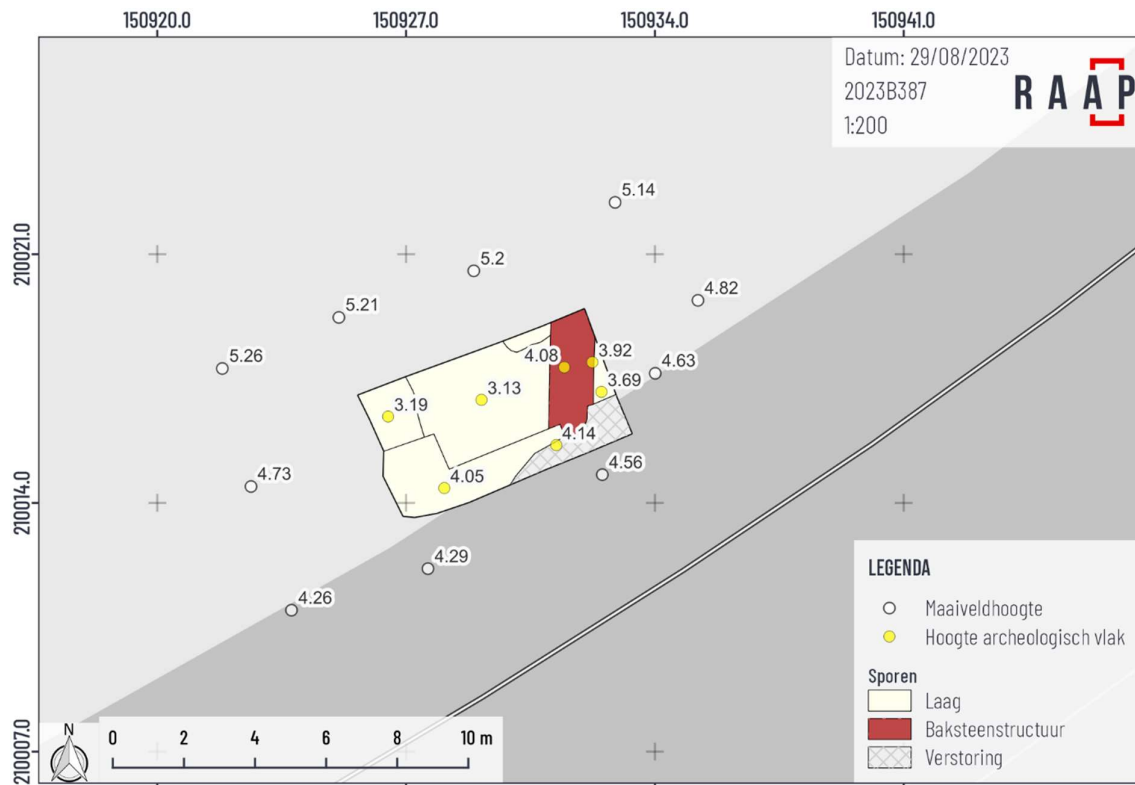 150920.0 150927.0 150934.0 150941.0
Datum: 29/08/2023
2023B387
1:200
RAAP
5.14
210021.0
5.2
4.82
5.21
5.26
4.08 3.92 4.63
3.69
3.13
3.19
4.14
4.56
4.05
4.73
210014.0
4.29
4.26
LEGENDA
Maaiveldhoogte
Hoogte archeologisch vlak
Sporen
Laag
Baksteenstructuur
Verstoring
210007.0
N
0 2 4 6 8 10 m